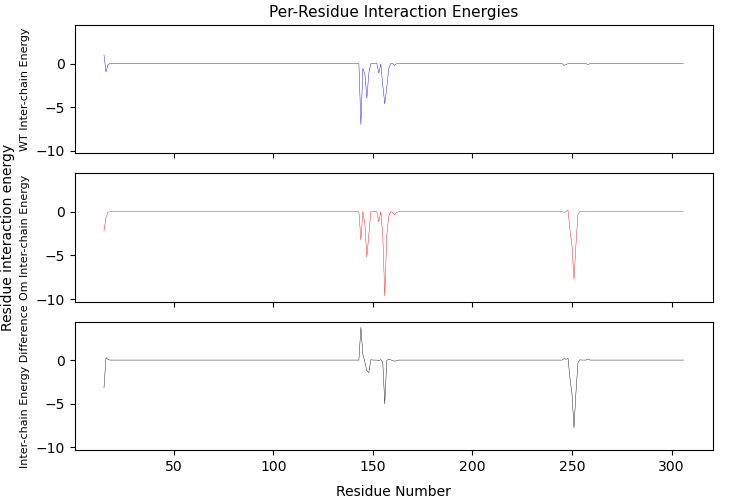 Per-Residue Interaction Energies
WT Inter-chain Energy
0
−5
−10
Residue interaction energy
Om Inter-chain Energy
0
−5
−10
Inter-chain Energy Difference
0
−5
−10
50 100 150 200 250 300
Residue Number